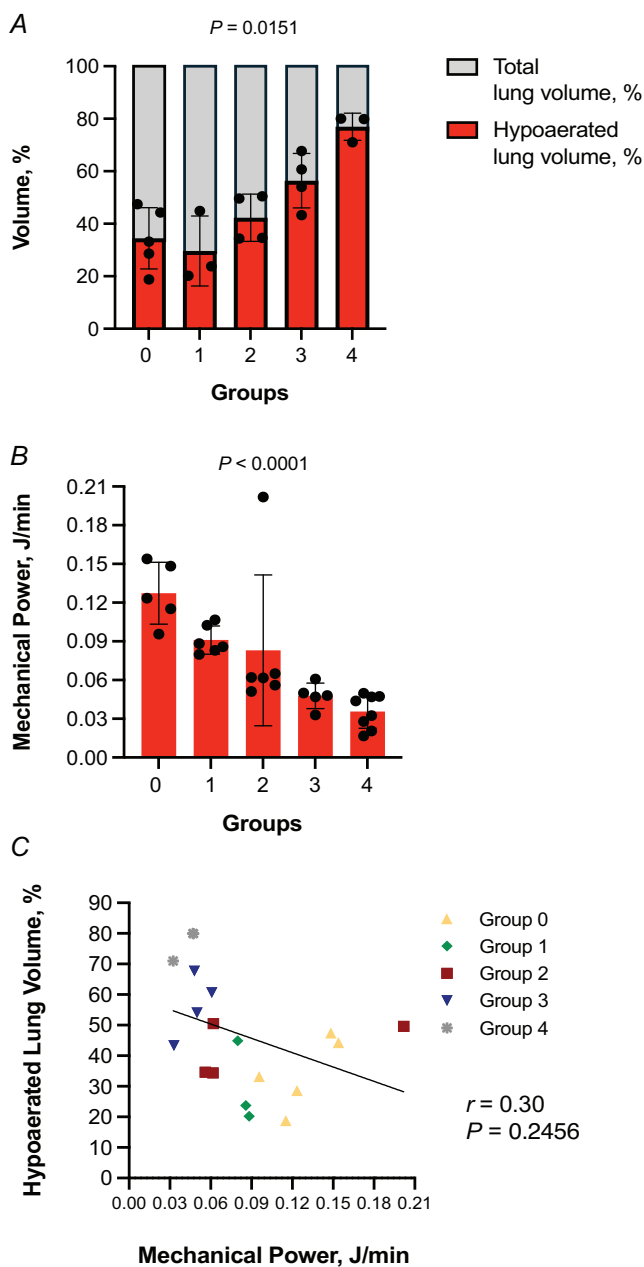 A
P = 0.0151
Volume, %
100
80
60
40
20
0
0 1 2 3 4
Groups
Total
lung volume, %
Hypoaerated
lung volume, %
B
P < 0.0001
Mechanical Power, J/min
0.21
0.18
0.15
0.12
0.09
0.06
0.03
0.00
0 1 2 3 4
Groups
C
Hypoaerated Lung Volume, %
90
80
70
60
50
40
30
20
10
0
0.00 0.03 0.06 0.09 0.12 0.15 0.18 0.21
Mechanical Power, J/min
Group 0
Group 1
Group 2
Group 3
Group 4
r = 0.30
P = 0.2456